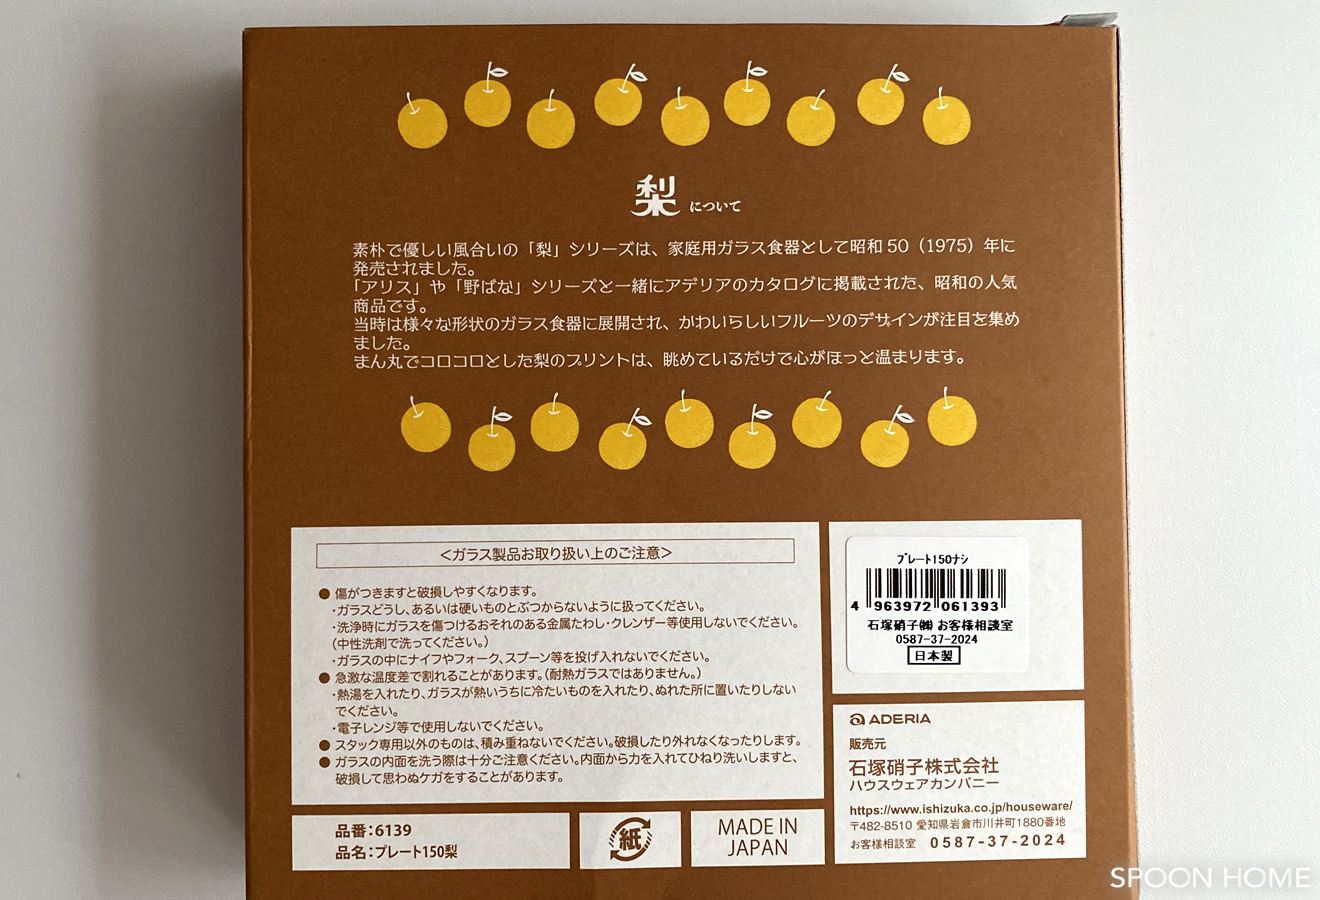 梨について
素朴で優しい風合いの「梨」シリーズは、家庭用ガラス食器として昭和50（1975）年に
発売されました。
「アリス」や「野ばな」シリーズと一緒にアデリアのカタログに掲載された、昭和の人気
商品です。
当時は様々な形状のガラス食器に展開され、かわいらしいフルーツのデザインが注目を集め
ました。
まん丸でコロコロとした梨のプリントは、眺めているだけで心がほっと温まります。
＜ガラス製品お取り扱い上のご注意＞
● 傷がつきますと破損しやすくなります。
・ガラスどうし、あるいは硬いものとぶつからないように扱ってください。
・洗浄時にガラスを傷つけるおそれのある金属たわし・クレンザー等使用しないでください。
(中性洗剤で洗ってください。)
・ガラスの中にナイフやフォーク、スプーン等を投げ入れないでください。
● 急激な温度差で割れることがあります。(耐熱ガラスではありません。)
・熱湯を入れたり、ガラスが熱いうちに冷たいものを入れたり、ぬれた所に置いたりしない
でください。
・電子レンジ等で使用しないでください。
● スタック専用以外のものは、積み重ねないでください。破損したり外れなくなったりします。
● ガラスの内面を洗う際は十分ご注意ください。内面から力を入れてひねり洗いしますと、
破損して思わぬケガをすることがあります。
品番：6139
品名：プレート150梨
紙
MADE IN
JAPAN
プレート150ナシ
4 963972 061393
石塚硝子㈱ お客様相談室
0587-37-2024
日本製
ADERIA
販売元
石塚硝子株式会社
ハウスウェアカンパニー
https://www.ishizuka.co.jp/houseware/
〒482-8510 愛知県岩倉市川井町1880番地
お客様相談室 0587-37-2024
SPOON HOME